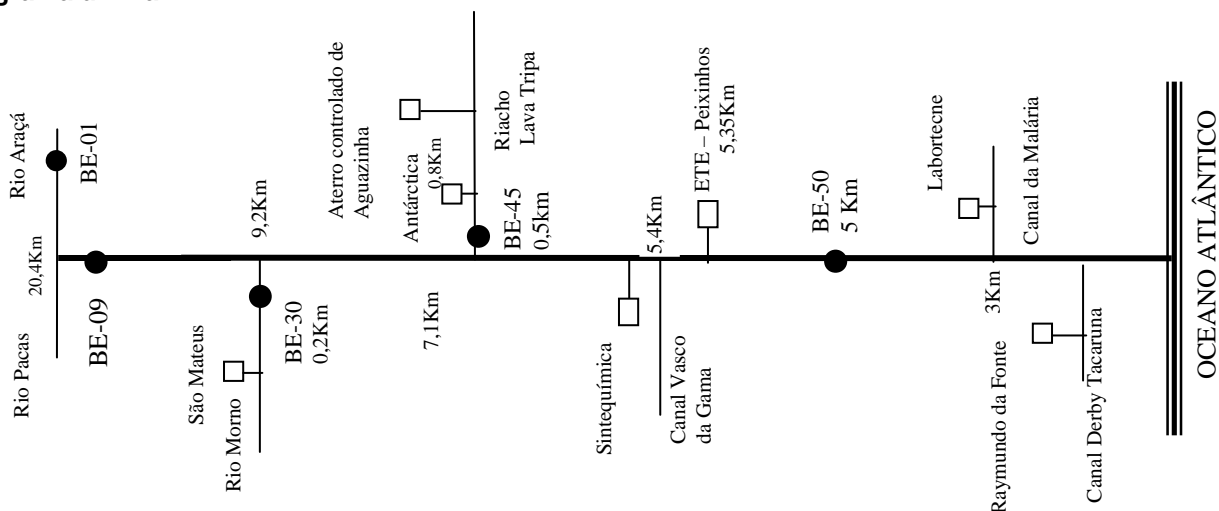 Rio Araçá
BE-01
20,4Km
Rio Pacas
BE-09
9,2Km
São Mateus
Rio Morno
BE-30
0,2Km
Aterro controlado de
Aguazinha
Antárctica
0,8Km
Riacho
Lava Tripa
BE-45
0,5km
7,1Km
Sintequímica
5,4Km
Canal Vasco
da Gama
ETE – Peixinhos
5,35Km
BE-50
5 Km
Labortecne
Canal da Malária
3Km
Raymundo da Fonte
Canal Derby Tacaruna
OCEANO ATLÂNTICO